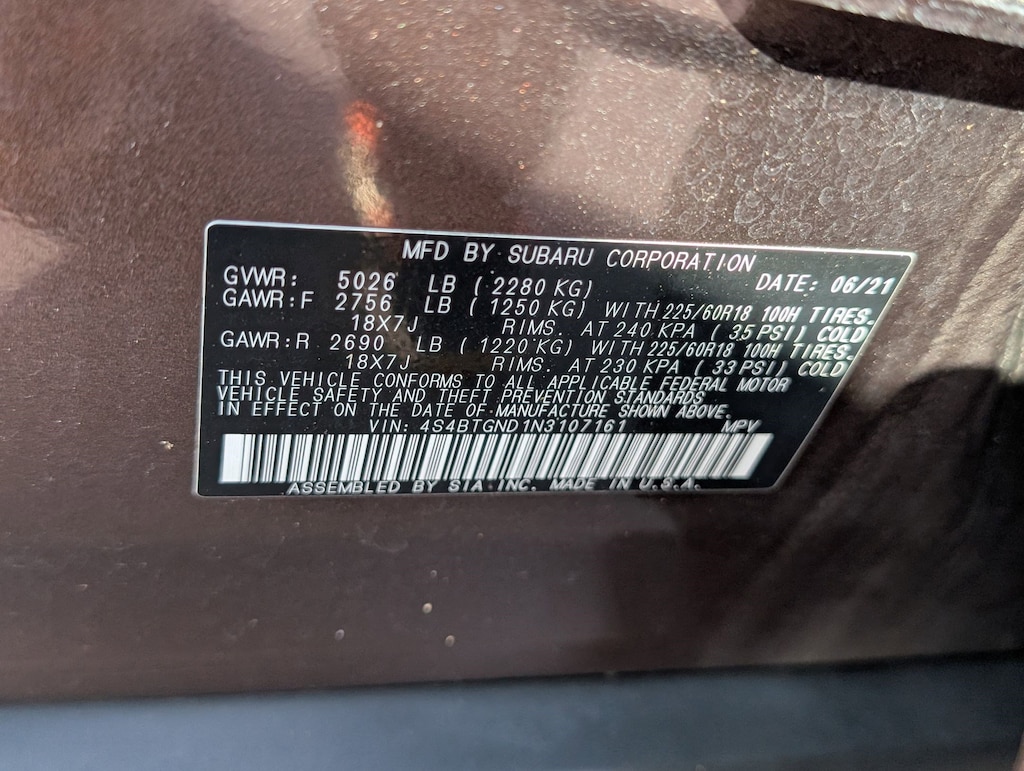 MFD BY SUBARU CORPORATION
GVWR: 5026 LB ( 2280 KG) DATE: 06/21
GAWR:F 2756 LB ( 1250 KG) WITH 225/60R18 100H TIRES.
18X7J RIMS. AT 240 KPA ( 35 PSI) COLD
GAWR:R 2690 LB ( 1220 KG) WITH 225/60R18 100H TIRES.
18X7J RIMS. AT 230 KPA ( 33 PSI) COLD
THIS VEHICLE CONFORMS TO ALL APPLICABLE FEDERAL MOTOR
VEHICLE SAFETY AND THEFT PREVENTION STANDARDS
IN EFFECT ON THE DATE OF MANUFACTURE SHOWN ABOVE.
VIN: 4S4BTGND1N3107161 MPV
ASSEMBLED BY SIA INC. MADE IN U.S.A.